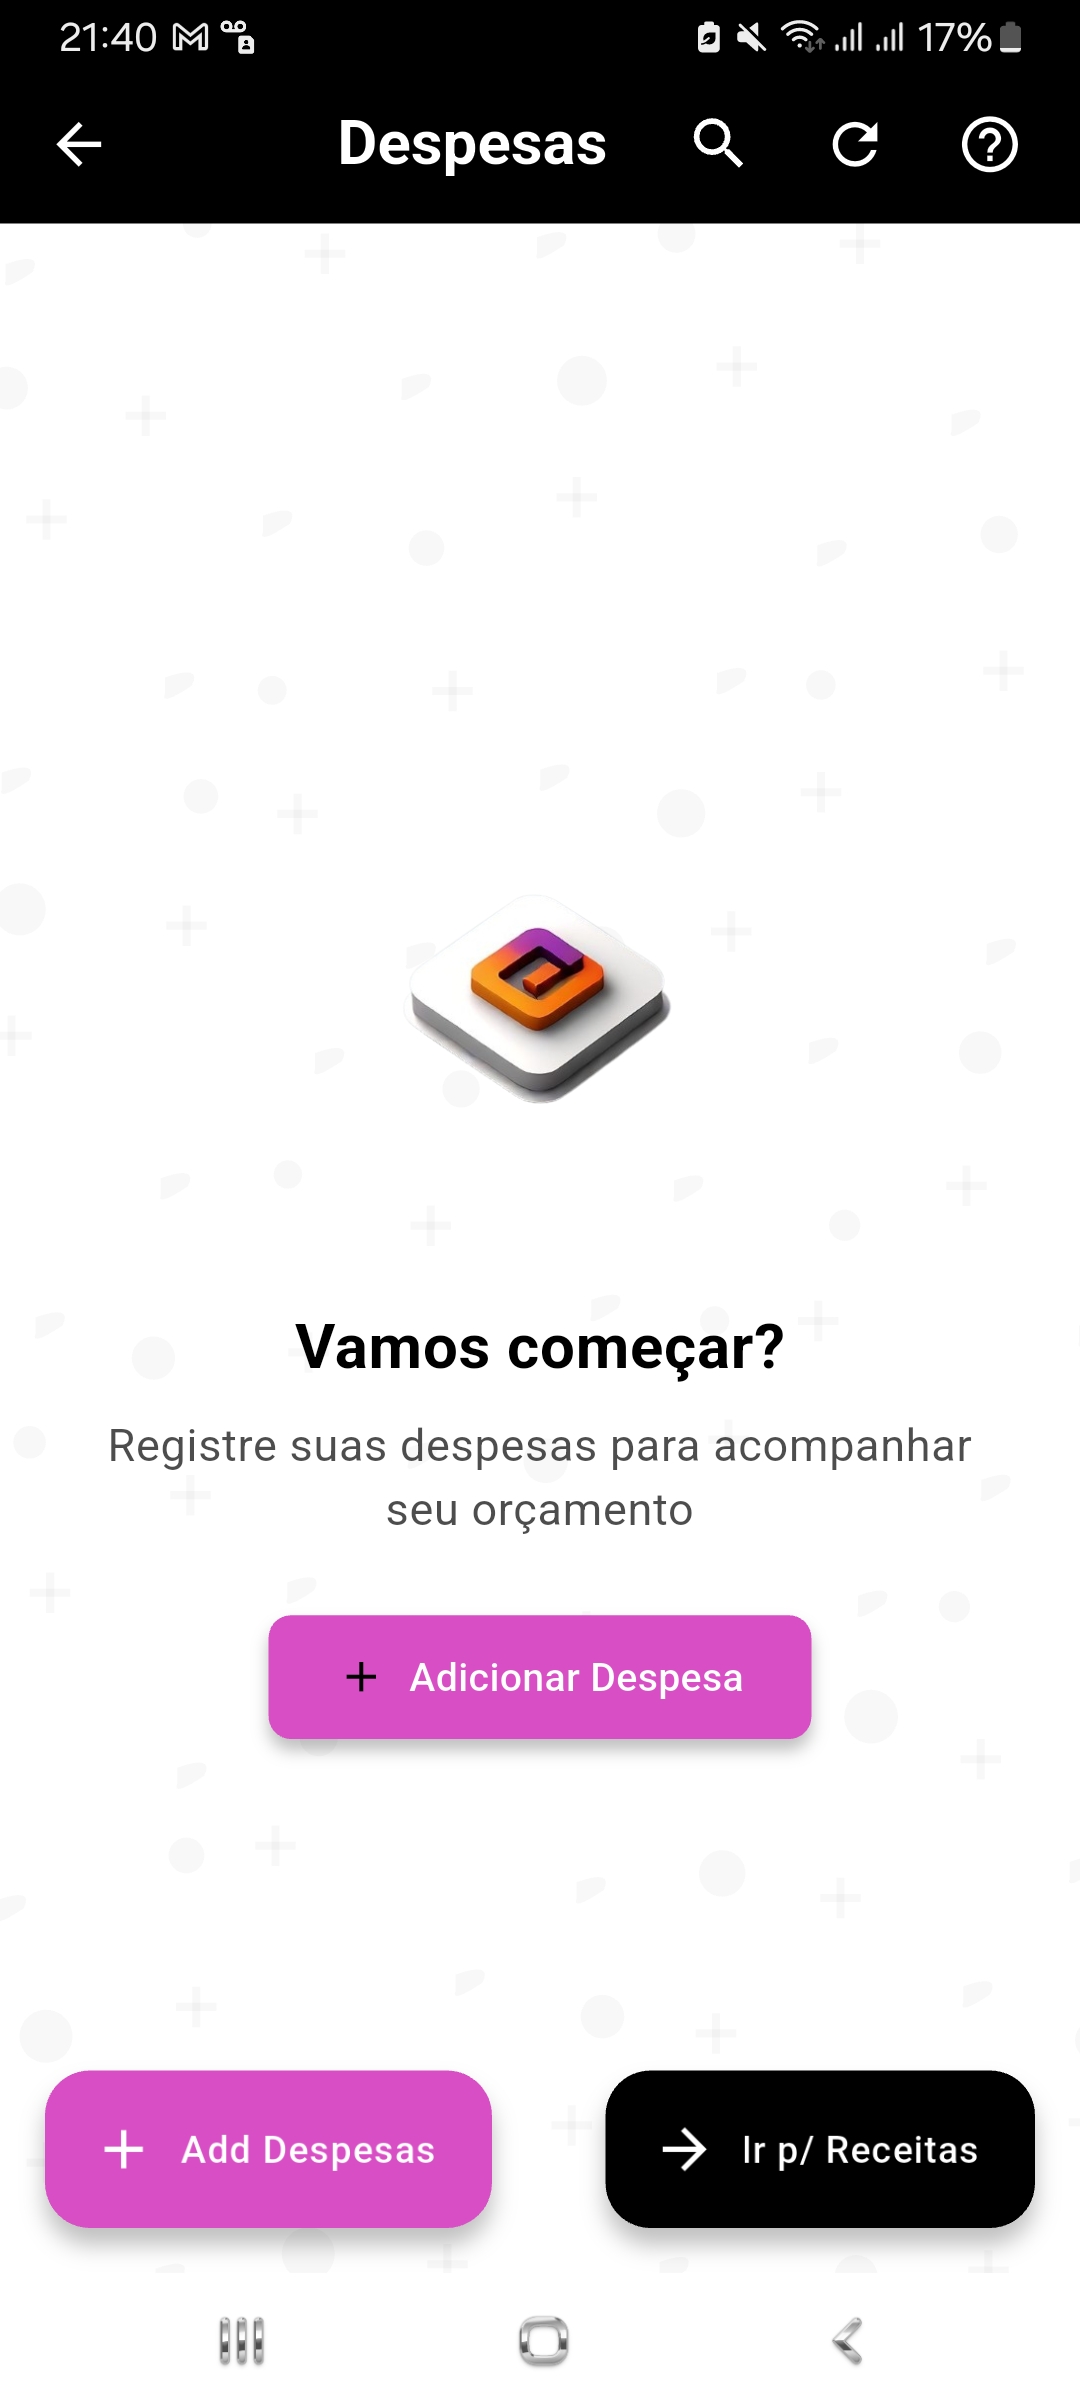 21:40
17%
Despesas
Vamos começar?
Registre suas despesas para acompanhar
seu orçamento
+ Adicionar Despesa
+ Add Despesas
→ Ir p/ Receitas